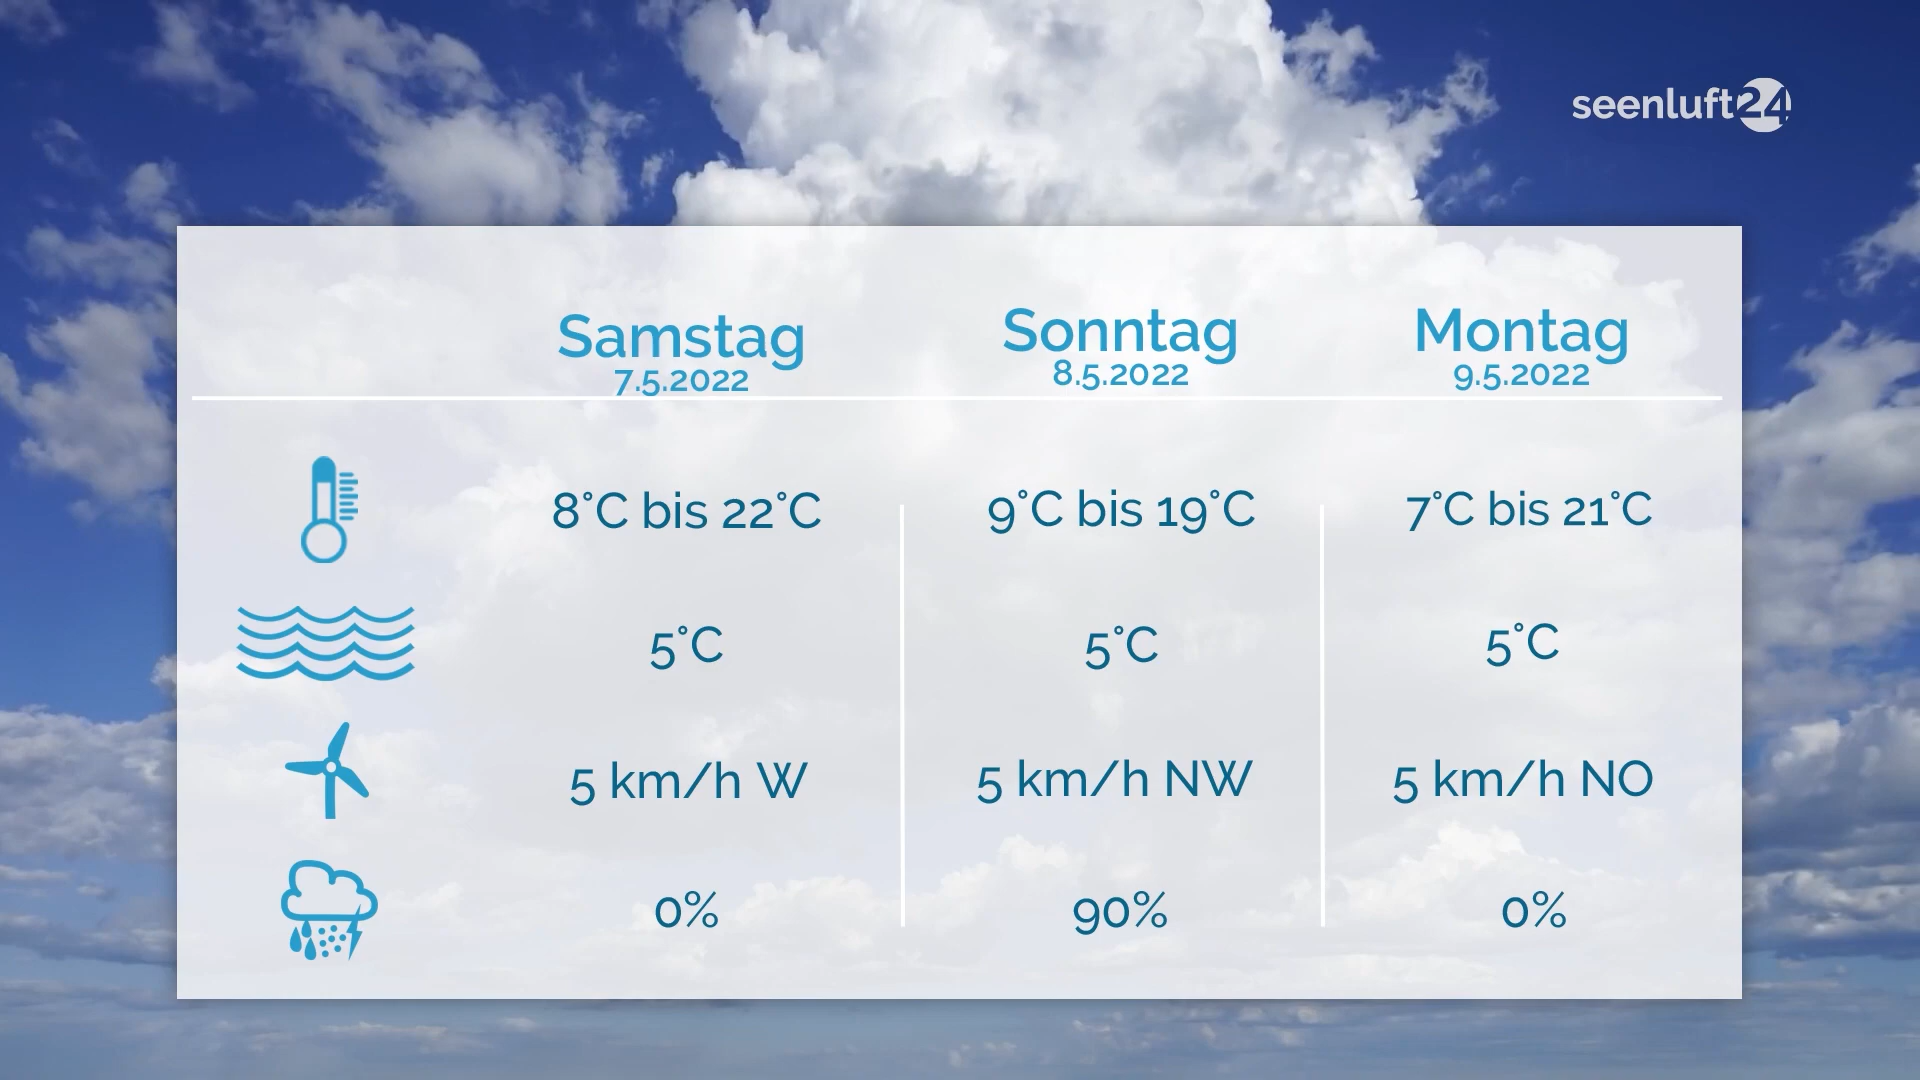 seenluft24
Samstag Sonntag Montag
7.5.2022 8.5.2022 9.5.2022
8°C bis 22°C 9°C bis 19°C 7°C bis 21°C
5°C 5°C 5°C
5 km/h W 5 km/h NW 5 km/h NO
0% 90% 0%